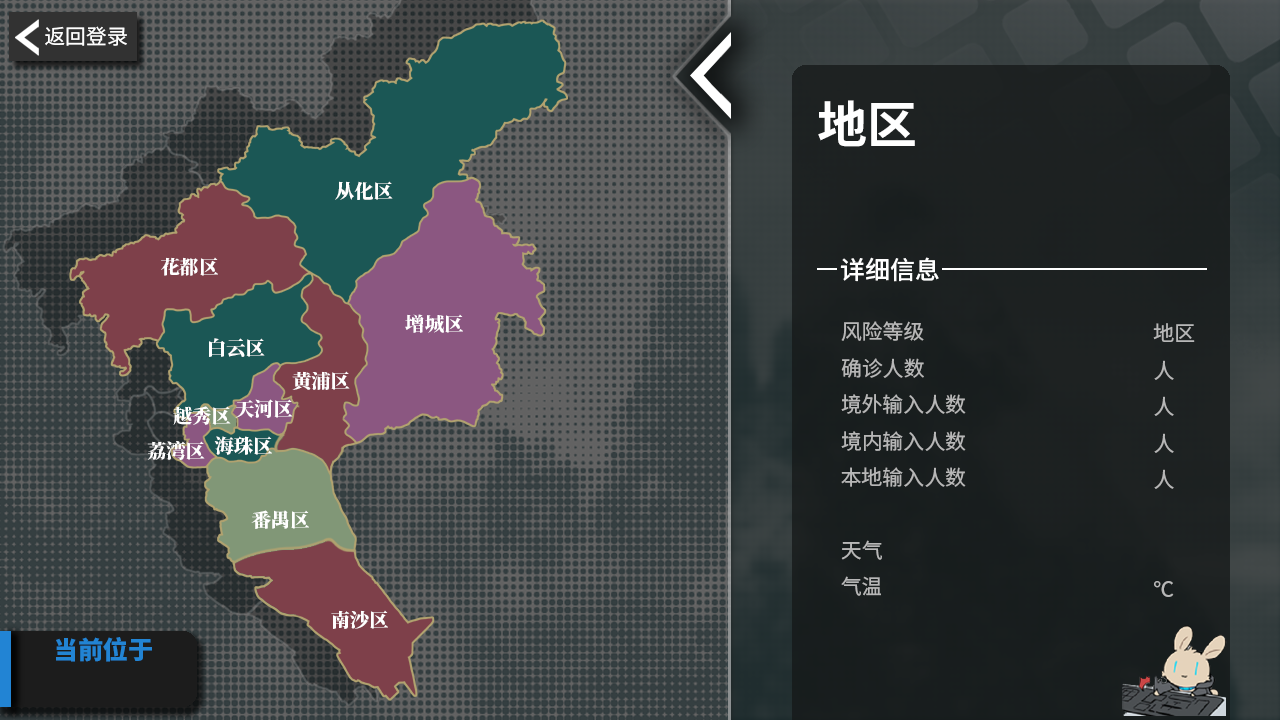 返回登录
从化区
花都区
增城区
白云区
黄浦区
天河区
越秀区
海珠区
荔湾区
番禺区
南沙区
当前位于
地区
详细信息
风险等级 地区
确诊人数 人
境外输入人数 人
境内输入人数 人
本地输入人数 人
天气
气温 ℃